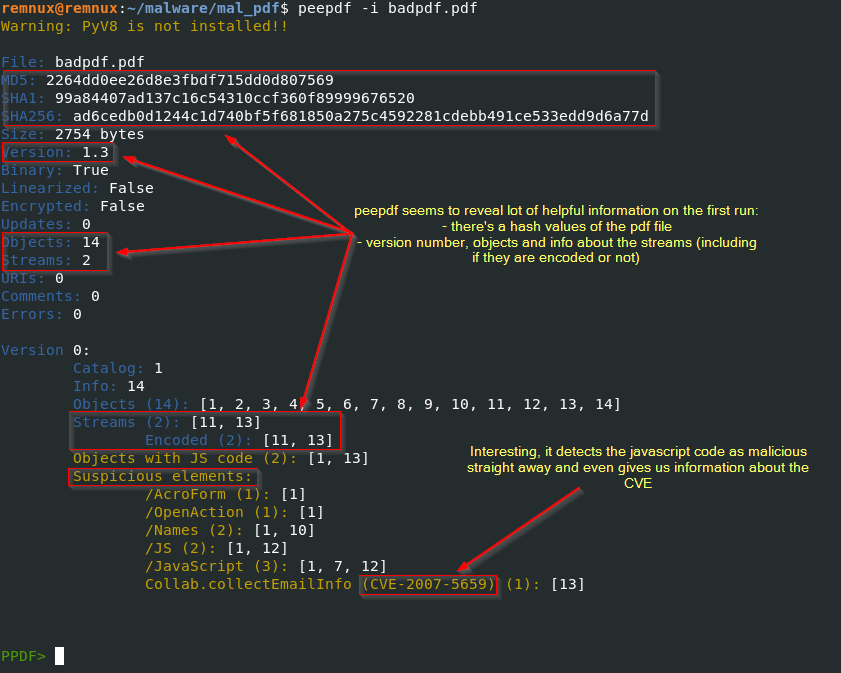 remnux@remnux:~/malware/mal_pdf$ peepdf -i badpdf.pdf
Warning: PyV8 is not installed!!
File: badpdf.pdf
MD5: 2264dd0ee26d8e3fbdf715dd0d807569
SHA1: 99a84407ad137c16c54310ccf360f89999676520
SHA256: ad6cedb0d1244c1d740bf5f681850a275c4592281cdebb491ce533edd9d6a77d
Size: 2754 bytes
Version: 1.3
Binary: True
Linearized: False
Encrypted: False
Updates: 0
Objects: 14
Streams: 2
URIs: 0
Comments: 0
Errors: 0
peepdf seems to reveal lot of helpful information on the first run:
- there's a hash values of the pdf file
- version number, objects and info about the streams (including
if they are encoded or not)
Version 0:
Catalog: 1
Info: 14
Objects (14): [1, 2, 3, 4, 5, 6, 7, 8, 9, 10, 11, 12, 13, 14]
Streams (2): [11, 13]
Encoded (2): [11, 13]
Objects with JS code (2): [1, 13]
Suspicious elements:
/AcroForm (1): [1]
/OpenAction (1): [1]
/Names (2): [1, 10]
/JS (2): [1, 12]
/JavaScript (3): [1, 7, 12]
Collab.collectEmailInfo (CVE-2007-5659) (1): [13]
Interesting, it detects the javascript code as malicious
straight away and even gives us information about the
CVE
PPDF>